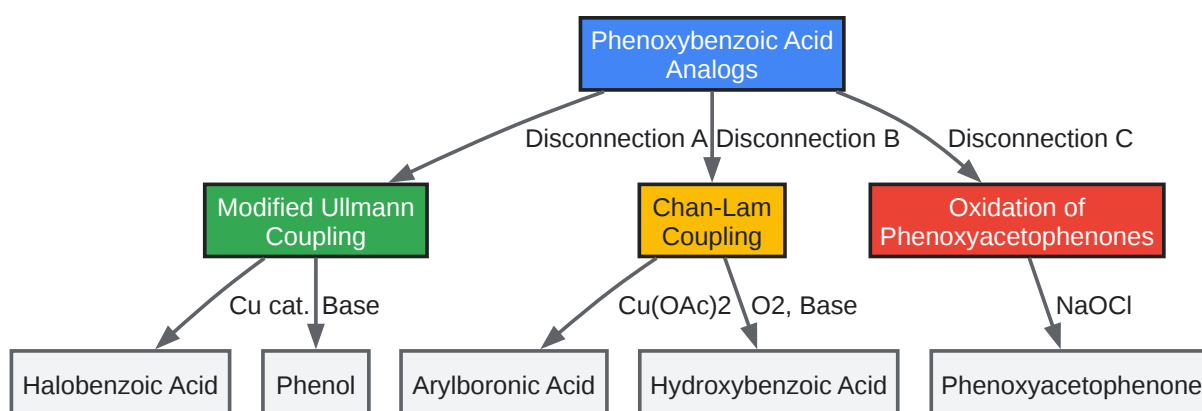 Phenoxybenzoic Acid
Analogs
Disconnection A
Disconnection B
Disconnection C
Modified Ullmann
Coupling
Chan-Lam
Coupling
Oxidation of
Phenoxyacetophenones
Cu cat.
Base
Cu(OAc)2
O2, Base
NaOCl
Halobenzoic Acid
Phenol
Arylboronic Acid
Hydroxybenzoic Acid
Phenoxyacetophenone